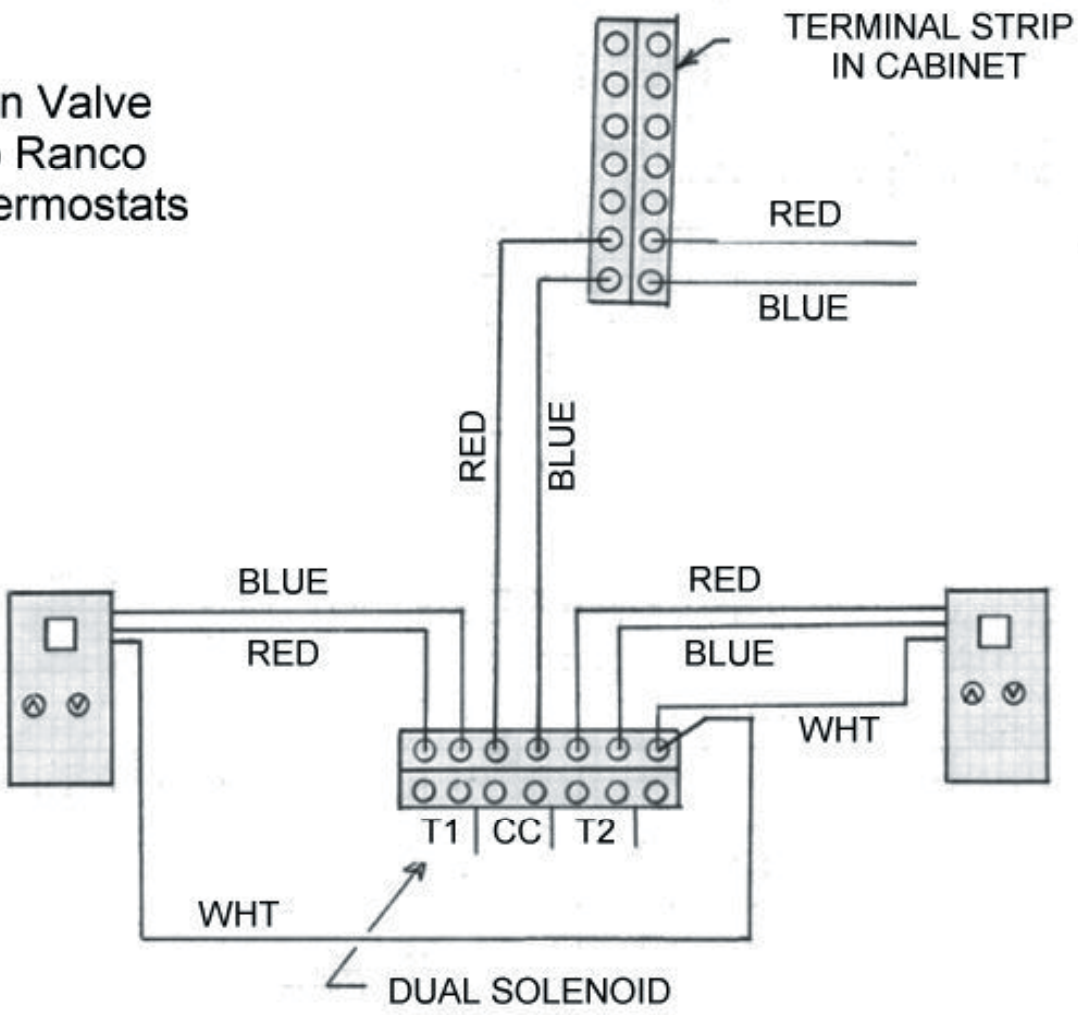 TERMINAL STRIP
IN CABINET
n Valve
Ranco
ermostats
RED
BLUE
RED
BLUE
BLUE
RED
RED
BLUE
WHT
T1 CC T2
WHT
DUAL SOLENOID